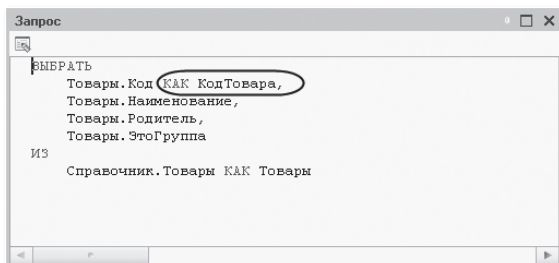 Запрос
ВЫБРАТЬ
Товары.Код КАК КодТовара,
Товары.Наименование,
Товары.Родитель,
Товары.ЭтоГруппа
ИЗ
Справочник.Товары КАК Товары